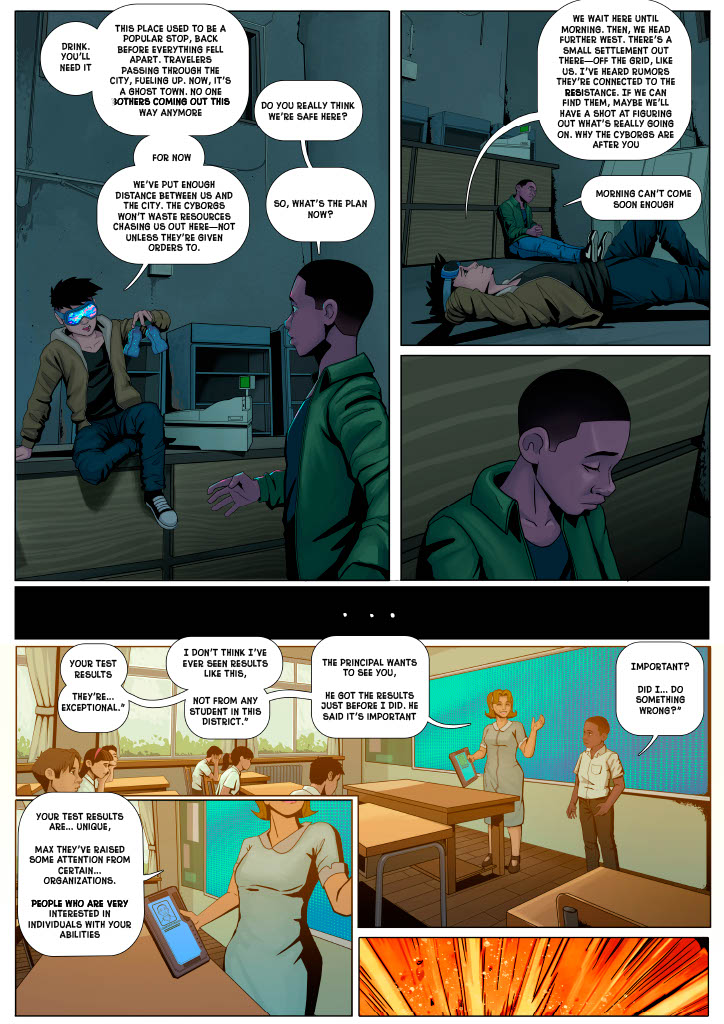 DRINK.
YOU'LL
NEED IT
THIS PLACE USED TO BE A
POPULAR STOP, BACK
BEFORE EVERYTHING FELL
APART. TRAVELERS
PASSING THROUGH THE
CITY, FUELING UP. NOW, IT'S
A GHOST TOWN. NO ONE
BOTHERS COMING OUT THIS
WAY ANYMORE
DO YOU REALLY THINK
WE'RE SAFE HERE?
FOR NOW
WE'VE PUT ENOUGH
DISTANCE BETWEEN US AND
THE CITY. THE CYBORGS
WON'T WASTE RESOURCES
CHASING US OUT HERE—NOT
UNLESS THEY'RE GIVEN
ORDERS TO.
SO, WHAT'S THE PLAN
NOW?
WE WAIT HERE UNTIL
MORNING. THEN, WE HEAD
FURTHER WEST. THERE'S A
SMALL SETTLEMENT OUT
THERE—OFF THE GRID, LIKE
US. I'VE HEARD RUMORS
THEY'RE CONNECTED TO THE
RESISTANCE. IF WE CAN
FIND THEM, MAYBE WE'LL
HAVE A SHOT AT FIGURING
OUT WHAT'S REALLY GOING
ON. WHY THE CYBORGS ARE
AFTER YOU
MORNING CAN'T COME
SOON ENOUGH
. . .
YOUR TEST
RESULTS
THEY'RE...
EXCEPTIONAL."
I DON'T THINK I'VE
EVER SEEN RESULTS
LIKE THIS,
NOT FROM ANY
STUDENT IN THIS
DISTRICT."
THE PRINCIPAL WANTS
TO SEE YOU,
HE GOT THE RESULTS
JUST BEFORE I DID. HE
SAID IT'S IMPORTANT
IMPORTANT?
DID I... DO
SOMETHING
WRONG?"
YOUR TEST RESULTS
ARE... UNIQUE,
MAX THEY'VE RAISED
SOME ATTENTION FROM
CERTAIN...
ORGANIZATIONS.
PEOPLE WHO ARE VERY
INTERESTED IN
INDIVIDUALS WITH YOUR
ABILITIES